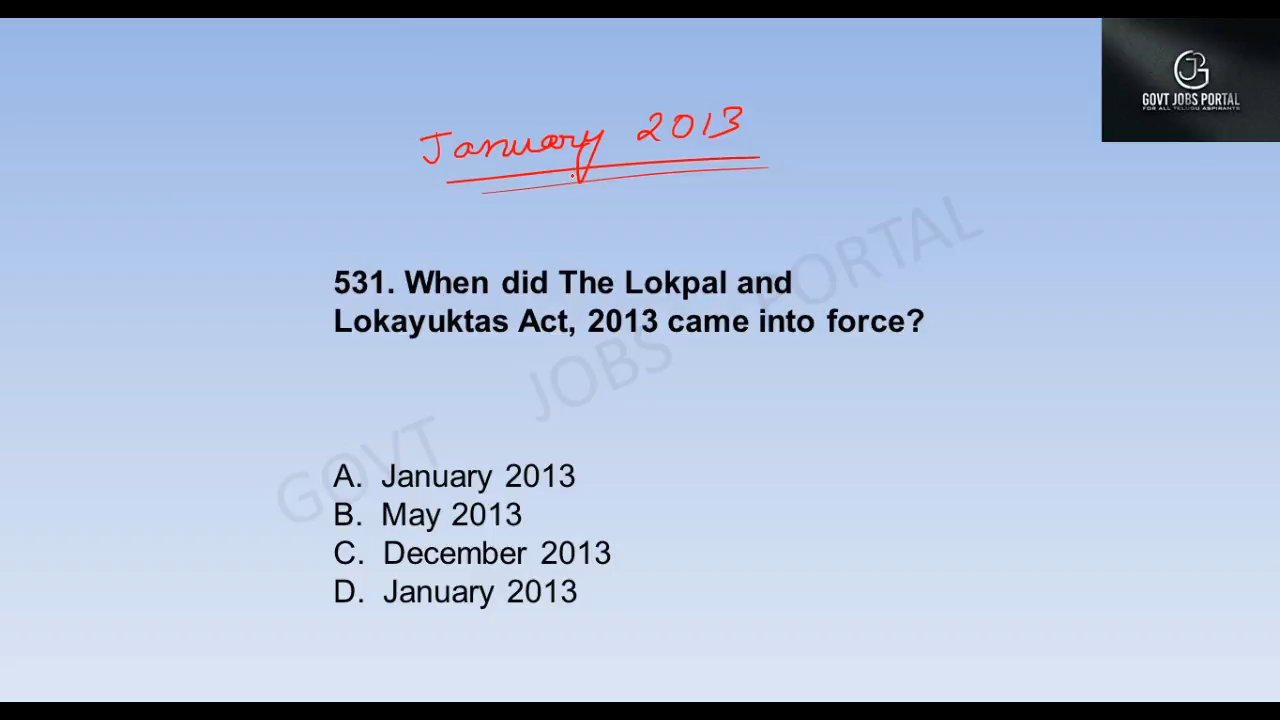 GOVT JOBS PORTAL
FOR ALL TELUGU ASPIRANTS
January 2013
531. When did The Lokpal and
Lokayuktas Act, 2013 came into force?
GOVT JOBS PORTAL
A. January 2013
B. May 2013
C. December 2013
D. January 2013